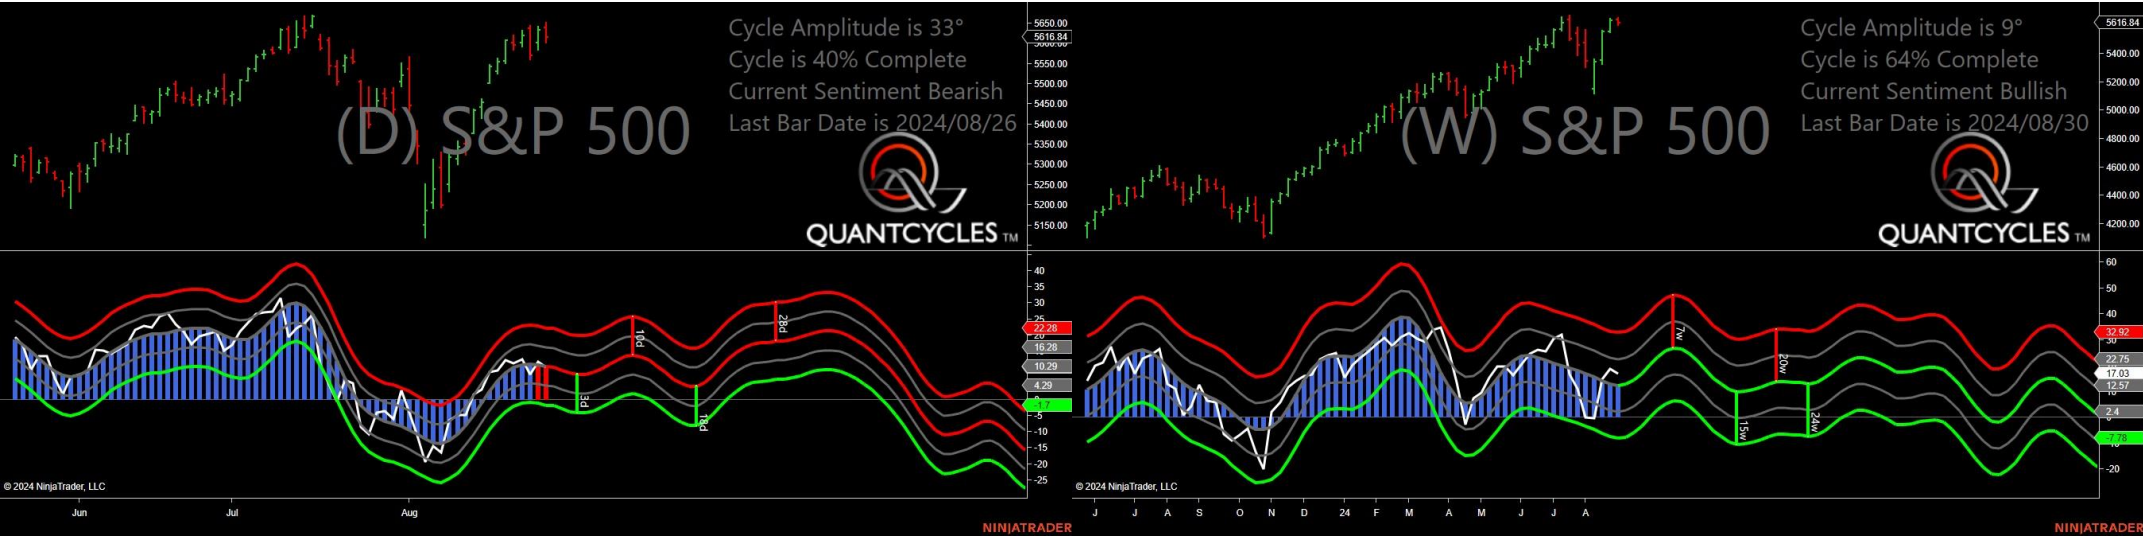 Cycle Amplitude is 33°
Cycle is 40% Complete
Current Sentiment Bearish
Last Bar Date is 2024/08/26
(D) S&P 500
QUANTCYCLES TM
5650.00
5616.84
5550.00
5500.00
5450.00
5400.00
5350.00
5300.00
5250.00
5200.00
5150.00
40
35
30
25
22.28
16.28
10.29
4.29
-1.7
-5
-10
-15
-20
-25
3d
10d
18d
28d
© 2024 NinjaTrader, LLC
Jun Jul Aug
NINJATRADER
Cycle Amplitude is 9°
Cycle is 64% Complete
Current Sentiment Bullish
Last Bar Date is 2024/08/30
(W) S&P 500
QUANTCYCLES TM
5616.84
5400.00
5200.00
5000.00
4800.00
4600.00
4400.00
4200.00
60
50
40
32.92
30
22.75
17.03
12.57
2.4
-7.78
-20
7w
15w
20w
24w
© 2024 NinjaTrader, LLC
J J A S O N D 24 F M A M J J A
NINJATRADER